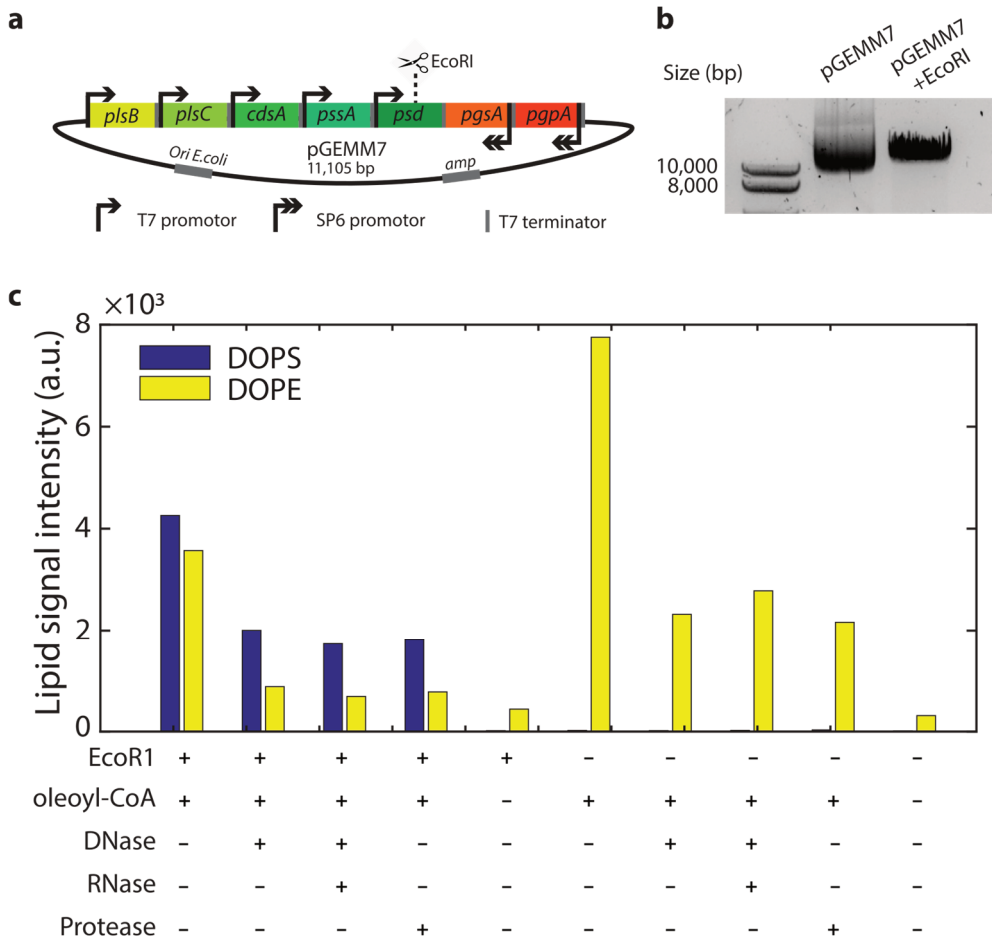 a
EcoRI
plsB plsC cdsA pssA psd pgsA pgpA
Ori E.coli
pGEMM7
11,105 bp
amp
T7 promotor
SP6 promotor
T7 terminator
b
Size (bp)
pGEMM7
pGEMM7
+EcoRI
10,000
8,000
c
×10³
Lipid signal intensity (a.u.)
8
6
4
2
0
DOPS
DOPE
EcoR1 + + + + + – – – – –
oleoyl-CoA + + + + – + + + + –
DNase – + + – – – + + – –
RNase – – + – – – – + – –
Protease – – – + – – – – + –